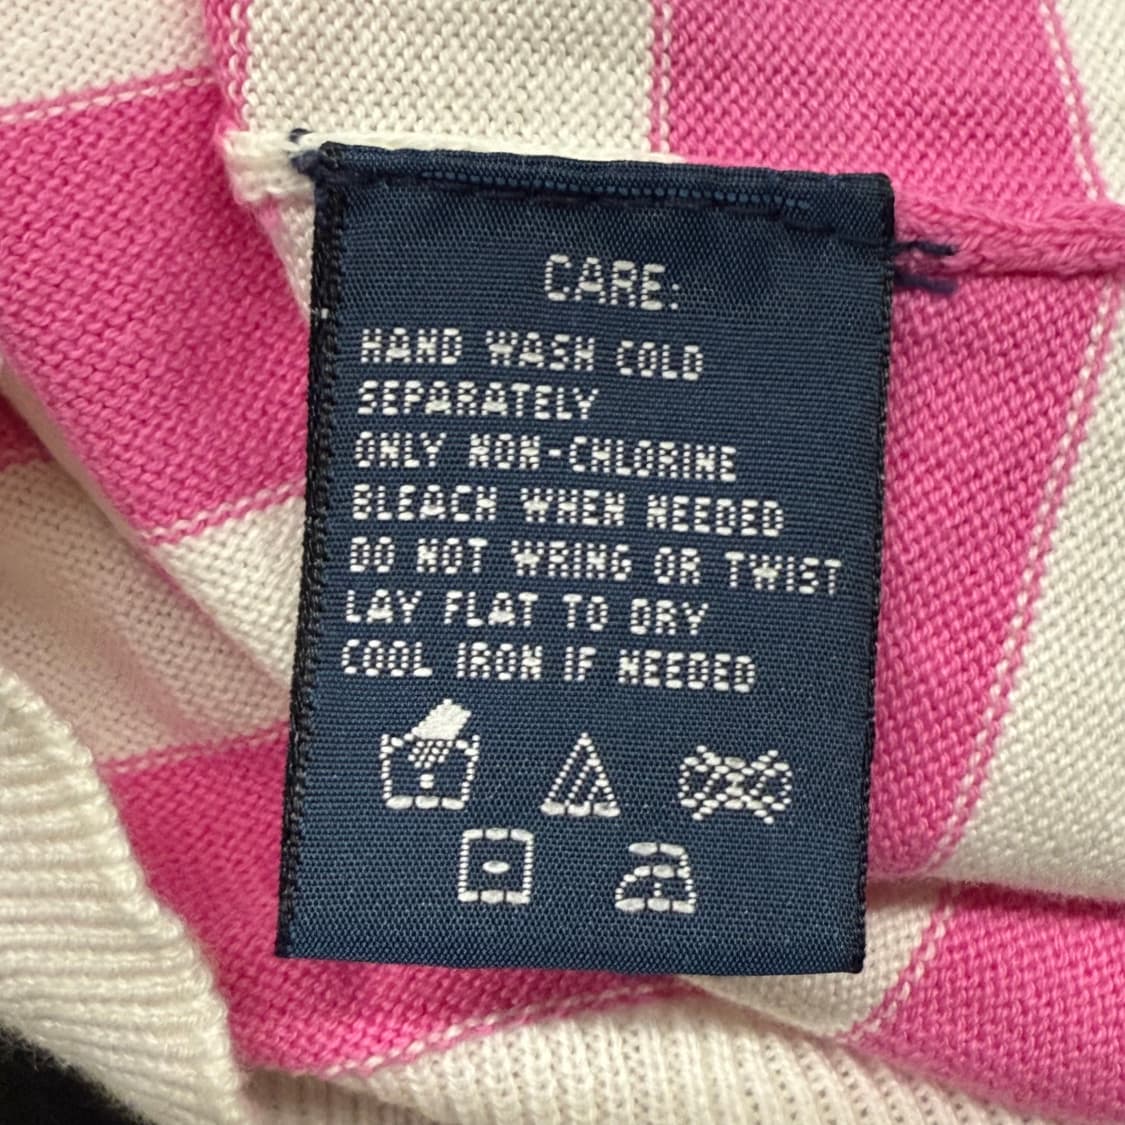 CARE:
HAND WASH COLD
SEPARATELY
ONLY NON-CHLORINE
BLEACH WHEN NEEDED
DO NOT WRING OR TWIST
LAY FLAT TO DRY
COOL IRON IF NEEDED